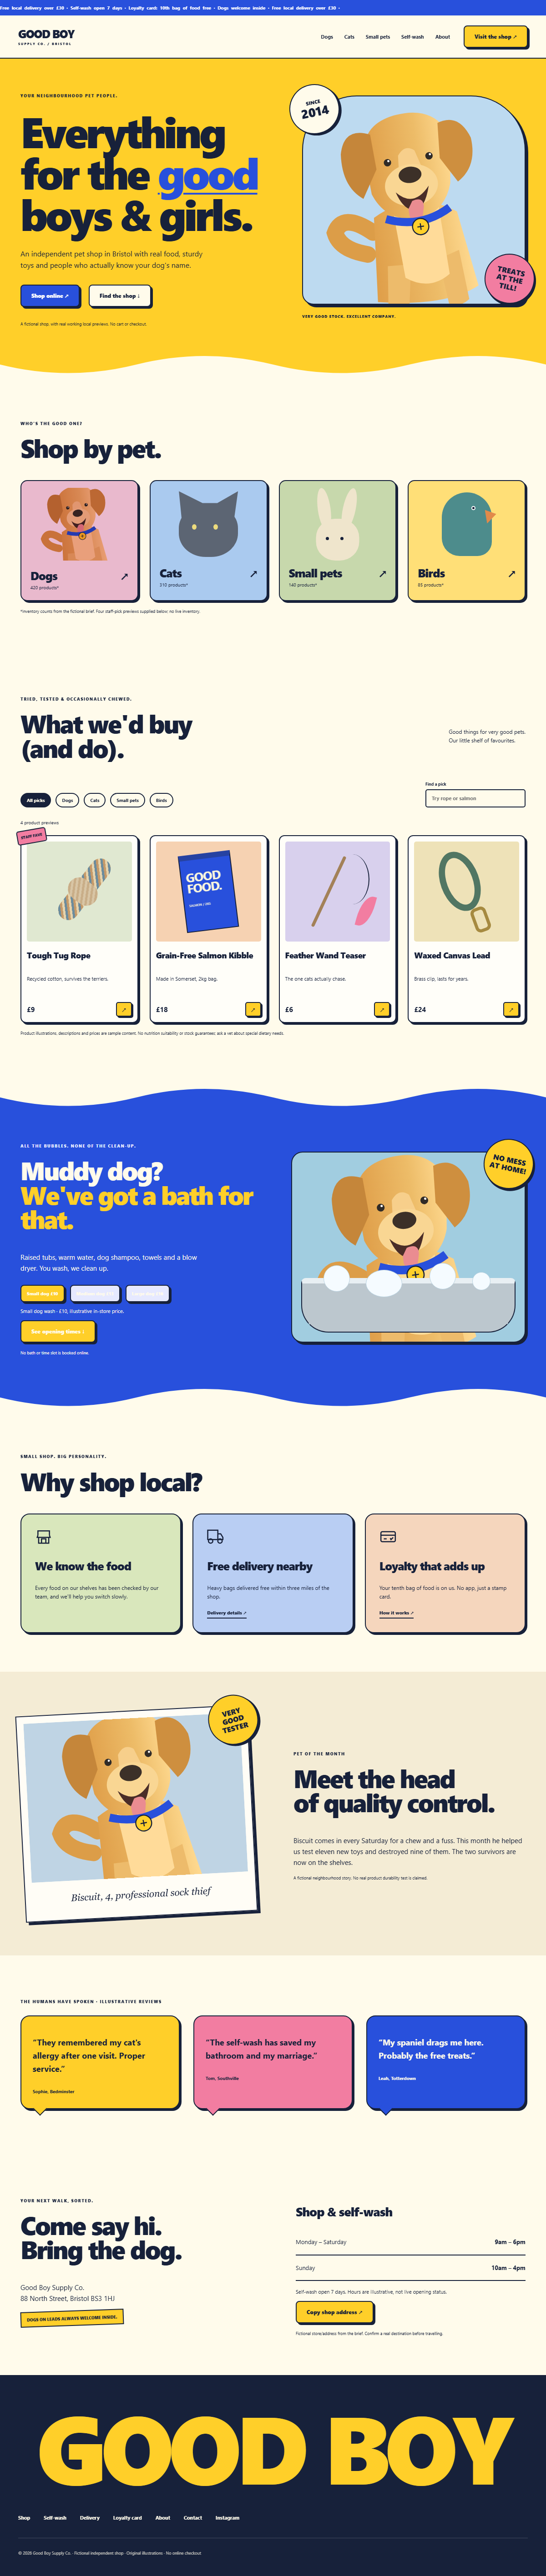 Free local delivery over £30 · Self-wash open 7 days · Loyalty card: 10th bag of food free · Dogs welcome inside · Free local delivery over £30 ·
GOOD BOY
SUPPLY CO. / BRISTOL
Dogs
Cats
Small pets
Self-wash
About
Visit the shop ↗
YOUR NEIGHBOURHOOD PET PEOPLE.
Everything
for the good
boys & girls.
An independent pet shop in Bristol with real food, sturdy
toys and people who actually know your dog's name.
Shop online ↗
Find the shop ↓
A fictional shop, with real working local previews. No cart or checkout.
SINCE
2014
TREATS
AT THE
TILL!
VERY GOOD STOCK. EXCELLENT COMPANY.
WHO'S THE GOOD ONE?
Shop by pet.
Dogs
↗
420 products*
Cats
↗
310 products*
Small pets
↗
140 products*
Birds
↗
85 products*
*Inventory counts from the fictional brief. Four staff-pick previews supplied below; no live inventory.
TRIED, TESTED & OCCASIONALLY CHEWED.
What we'd buy
(and do).
Good things for very good pets.
Our little shelf of favourites.
All picks
Dogs
Cats
Small pets
Birds
Find a pick
Try rope or salmon
4 product previews
STAFF FAVE
Tough Tug Rope
Recycled cotton, survives the terriers.
£9
↗
GOOD
FOOD.
Grain-Free Salmon Kibble
Made in Somerset, 2kg bag.
£18
↗
Feather Wand Teaser
The one cats actually chase.
£6
↗
Waxed Canvas Lead
Brass clip, lasts for years.
£24
↗
Product illustrations, descriptions and prices are sample content. No nutrition suitability or stock guarantee; ask a vet about special dietary needs.
ALL THE BUBBLES. NONE OF THE CLEAN-UP.
Muddy dog?
We've got a bath for
that.
Raised tubs, warm water, dog shampoo, towels and a blow
dryer. You wash, we clean up.
Small dog £10
Small dog wash · £10, illustrative in-store price.
See opening times ↓
No bath or time slot is booked online.
NO MESS
AT HOME!
SMALL SHOP. BIG PERSONALITY.
Why shop local?
We know the food
Every food on our shelves has been checked by our
team, and we'll help you switch slowly.
Free delivery nearby
Heavy bags delivered free within three miles of the
shop.
Delivery details ↗
Loyalty that adds up
Your tenth bag of food is on us. No app, just a stamp
card.
How it works ↗
VERY
GOOD
TESTER
Biscuit, 4, professional sock thief
PET OF THE MONTH
Meet the head
of quality control.
Biscuit comes in every Saturday for a chew and a fuss. This month he helped
us test eleven new toys and destroyed nine of them. The two survivors are
now on the shelves.
A fictional neighbourhood story. No real product durability test is claimed.
THE HUMANS HAVE SPOKEN · ILLUSTRATIVE REVIEWS
“They remembered my cat's
allergy after one visit. Proper
service.”
Sophie, Bedminster
“The self-wash has saved my
bathroom and my marriage.”
Tom, Southville
“My spaniel drags me here.
Probably the free treats.”
Leah, Totterdown
YOUR NEXT WALK, SORTED.
Come say hi.
Bring the dog.
Good Boy Supply Co.
88 North Street, Bristol BS3 1HJ
DOGS ON LEADS ALWAYS WELCOME INSIDE.
Shop & self-wash
Monday – Saturday
9am – 6pm
Sunday
10am – 4pm
Self-wash open 7 days. Hours are illustrative, not live opening status.
Copy shop address ↗
Fictional store/address from the brief. Confirm a real destination before travelling.
GOOD BOY
Shop
Self-wash
Delivery
Loyalty card
About
Contact
Instagram
© 2026 Good Boy Supply Co. · Fictional independent shop · Original illustrations · No online checkout